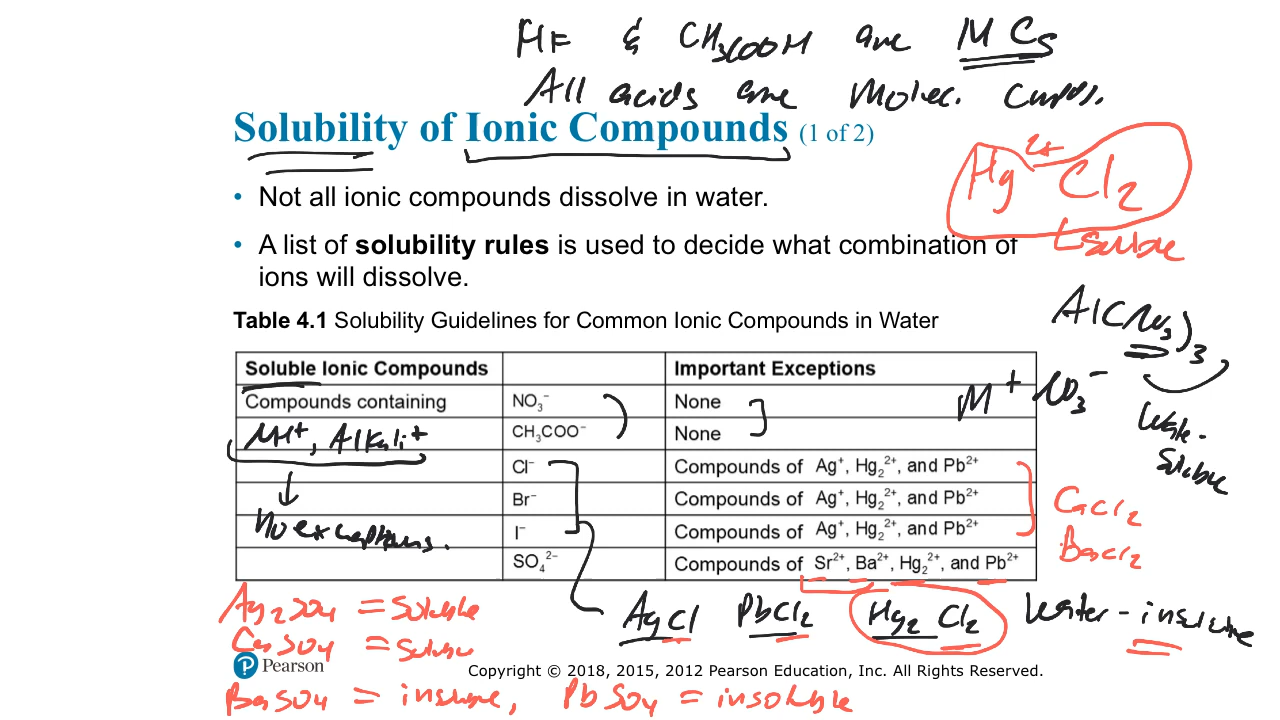 HF & CH3COOH are MCs
All acids are Molec. Cmpds.
Solubility of Ionic Compounds (1 of 2)
Hg2+ Cl2
soluble
• Not all ionic compounds dissolve in water.
• A list of solubility rules is used to decide what combination of
ions will dissolve.
Al(NO3)3
Water-
Soluble
Table 4.1 Solubility Guidelines for Common Ionic Compounds in Water
Soluble Ionic Compounds Important Exceptions
Compounds containing NO₃⁻ None
M⁺ NO₃⁻
Alkali+ CH₃COO⁻ None
Cl⁻ Compounds of Ag⁺, Hg₂²⁺, and Pb²⁺
Br⁻ Compounds of Ag⁺, Hg₂²⁺, and Pb²⁺
No exceptions. I⁻ Compounds of Ag⁺, Hg₂²⁺, and Pb²⁺
SO₄²⁻ Compounds of Sr²⁺, Ba²⁺, Hg₂²⁺, and Pb²⁺
CaCl2
BaCl2
Ag2SO4 = soluble
AgCl PbCl2 Hg2 Cl2 Water-insoluble
SO4 = soluble
Pearson
Copyright © 2018, 2015, 2012 Pearson Education, Inc. All Rights Reserved.
BaSO4 = insoluble, PbSO4 = insoluble